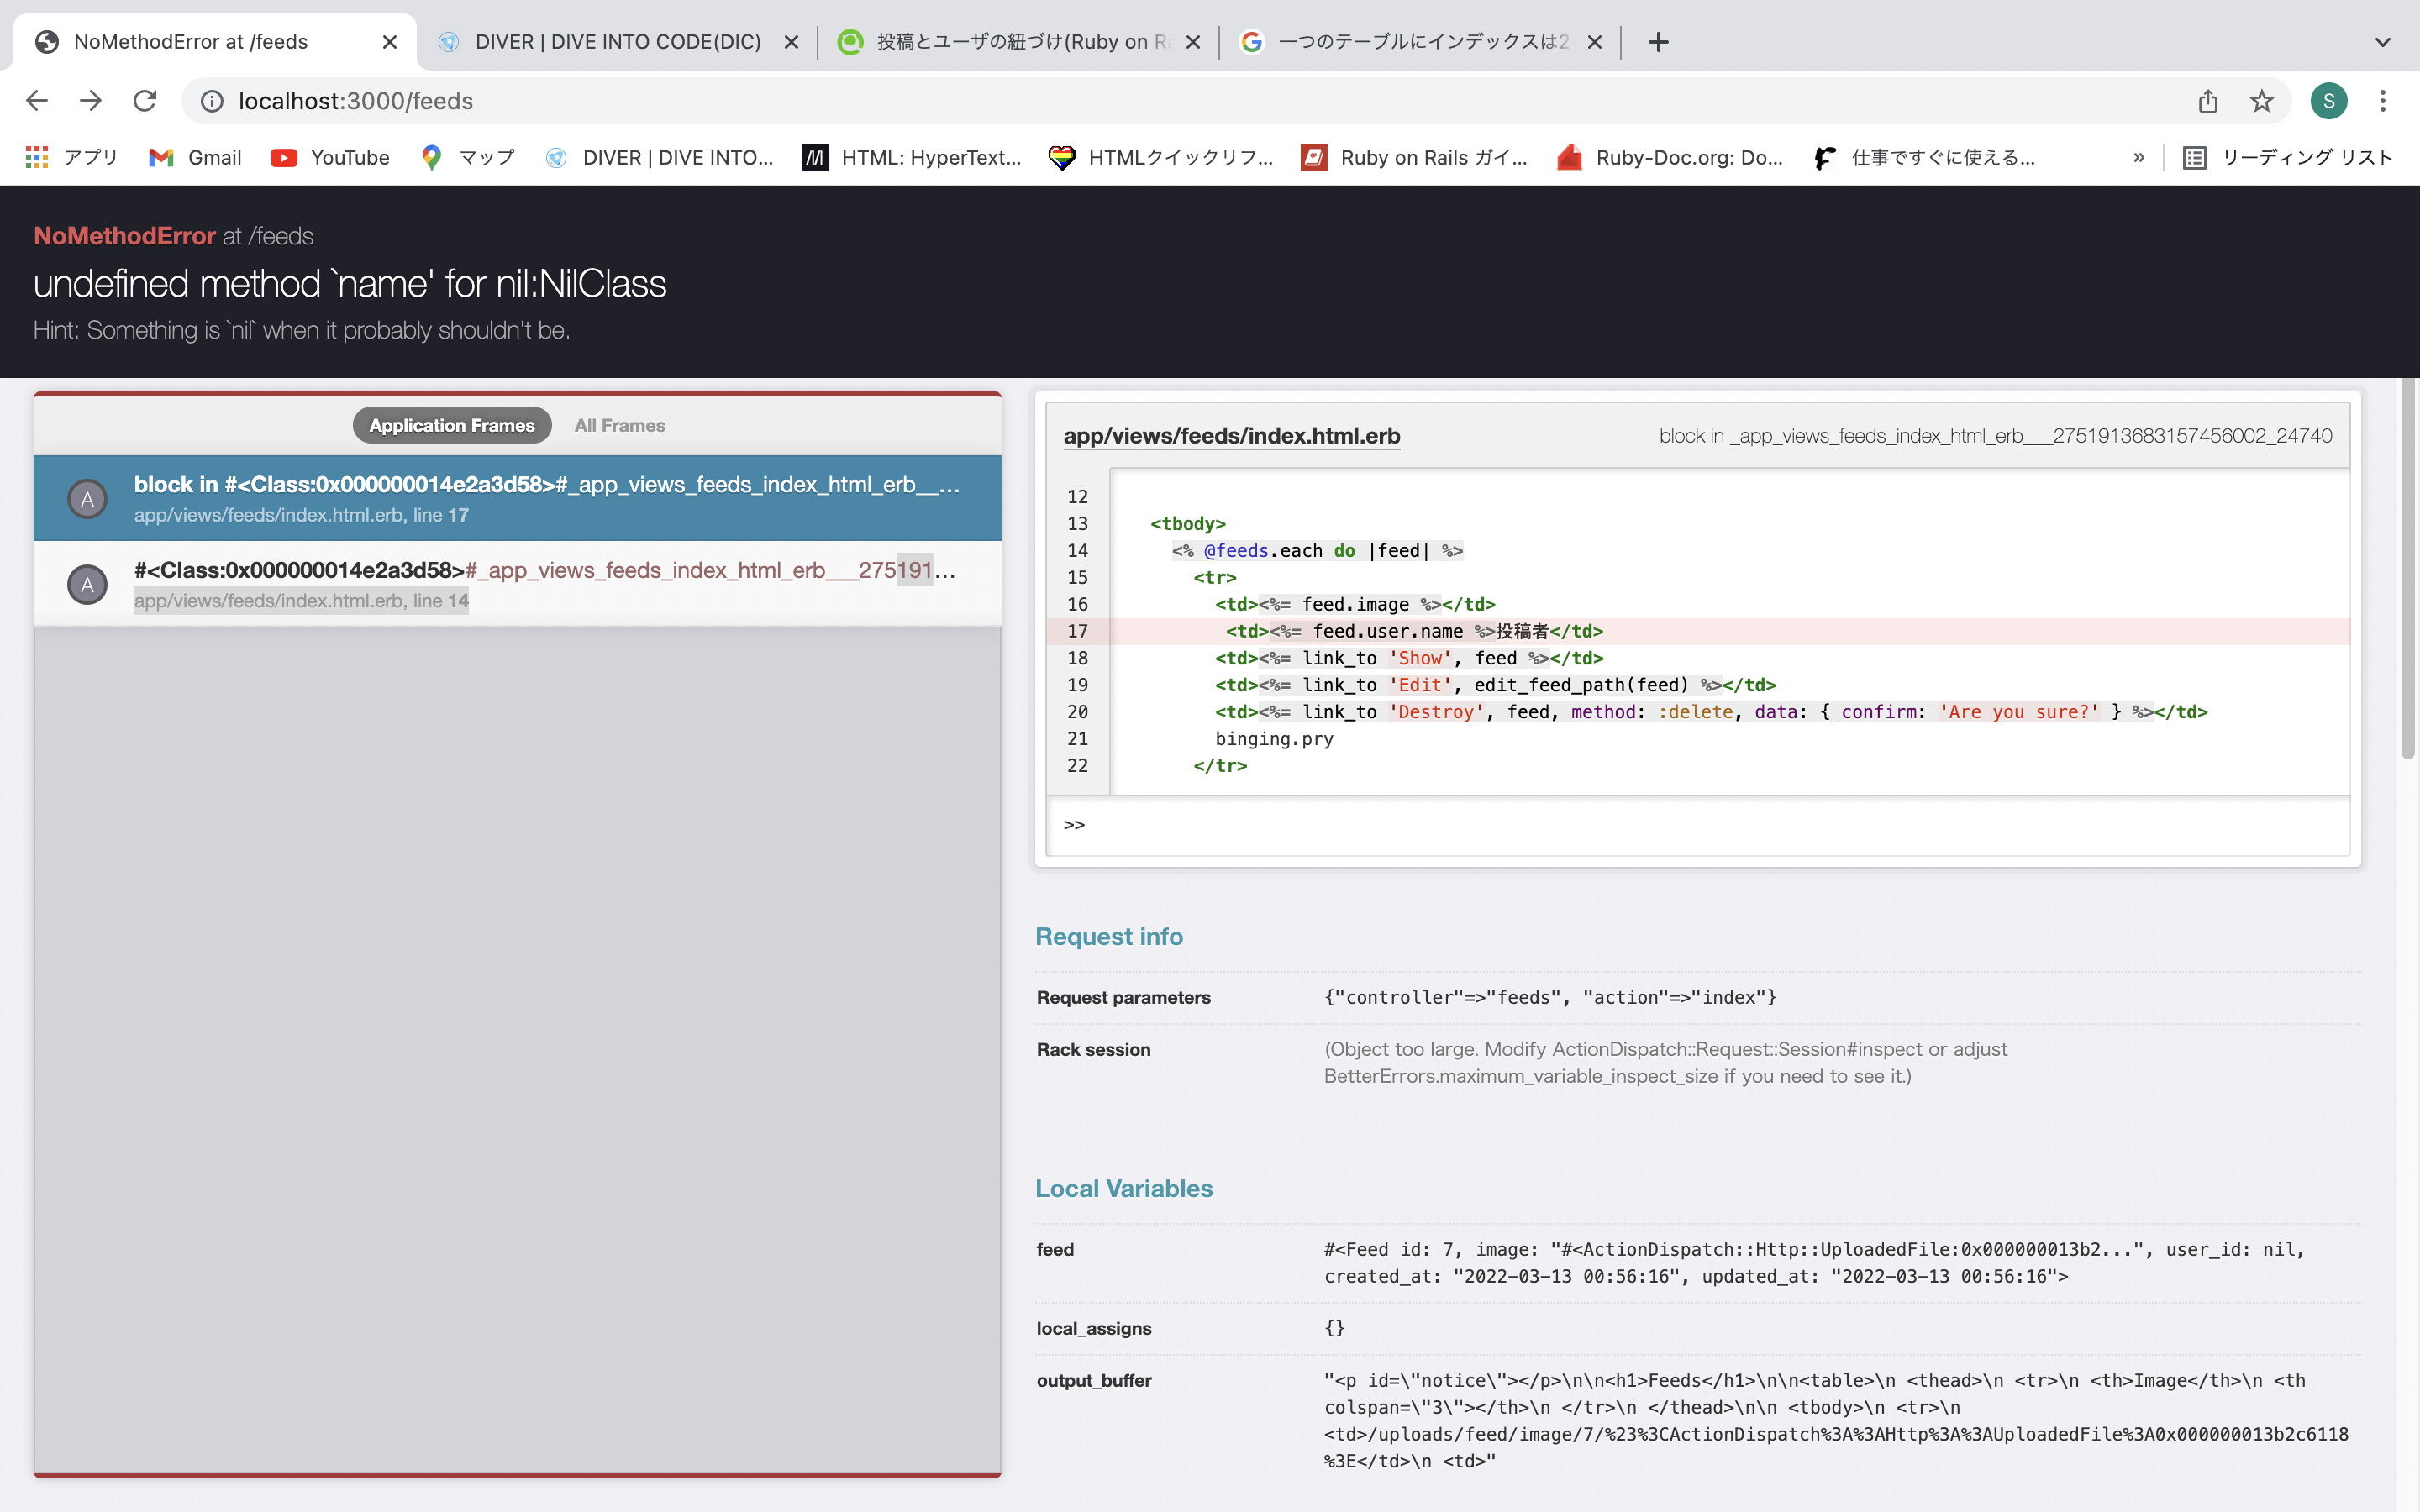 NoMethodError at /feeds
DIVER | DIVE INTO CODE(DIC)
投稿とユーザの紐づけ(Ruby on Ra
一つのテーブルにインデックスは2
localhost:3000/feeds
S
アプリ
Gmail
YouTube
マップ
DIVER | DIVE INTO...
HTML: HyperText...
HTMLクイックリフ...
Ruby on Rails ガイ...
Ruby-Doc.org: Do...
仕事ですぐに使える...
»
リーディング リスト
NoMethodError at /feeds
undefined method `name' for nil:NilClass
Hint: Something is `nil` when it probably shouldn't be.
Application Frames
All Frames
A
block in #<Class:0x000000014e2a3d58>#_app_views_feeds_index_html_erb__...
app/views/feeds/index.html.erb, line 17
A
#<Class:0x000000014e2a3d58>#_app_views_feeds_index_html_erb___275191...
app/views/feeds/index.html.erb, line 14
app/views/feeds/index.html.erb
block in _app_views_feeds_index_html_erb___2751913683157456002_24740
12
13 <tbody>
14 <% @feeds.each do |feed| %>
15 <tr>
16 <td><%= feed.image %></td>
17 <td><%= feed.user.name %>投稿者</td>
18 <td><%= link_to 'Show', feed %></td>
19 <td><%= link_to 'Edit', edit_feed_path(feed) %></td>
20 <td><%= link_to 'Destroy', feed, method: :delete, data: { confirm: 'Are you sure?' } %></td>
21 binging.pry
22 </tr>
>>
Request info
Request parameters
{"controller"=>"feeds", "action"=>"index"}
Rack session
(Object too large. Modify ActionDispatch::Request::Session#inspect or adjust
BetterErrors.maximum_variable_inspect_size if you need to see it.)
Local Variables
feed
#<Feed id: 7, image: "#<ActionDispatch::Http::UploadedFile:0x000000013b2...", user_id: nil,
created_at: "2022-03-13 00:56:16", updated_at: "2022-03-13 00:56:16">
local_assigns
{}
output_buffer
"<p id=\"notice\"></p>\n\n<h1>Feeds</h1>\n\n<table>\n <thead>\n <tr>\n <th>Image</th>\n <th
colspan=\"3\"></th>\n </tr>\n </thead>\n\n <tbody>\n <tr>\n
<td>/uploads/feed/image/7/%23%3CActionDispatch%3A%3AHttp%3A%3AUploadedFile%3A0x000000013b2c6118
%3E</td>\n <td>"